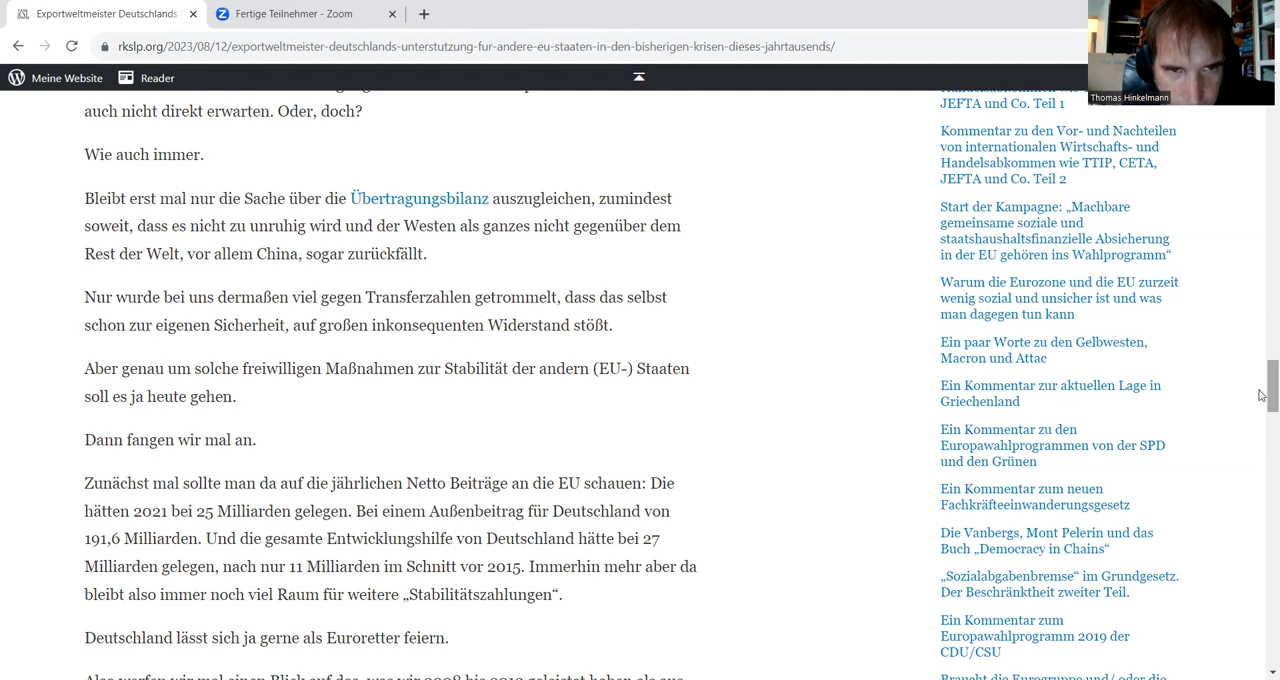 Exportweltmeister Deutschlands
Fertige Teilnehmer - Zoom
rkslp.org/2023/08/12/exportweltmeister-deutschlands-unterstutzung-fur-andere-eu-staaten-in-den-bisherigen-krisen-dieses-jahrtausends/
Meine Website
Reader
Thomas Hinkelmann
auch nicht direkt erwarten. Oder, doch?
Wie auch immer.
Bleibt erst mal nur die Sache über die Übertragungsbilanz auszugleichen, zumindest
soweit, dass es nicht zu unruhig wird und der Westen als ganzes nicht gegenüber dem
Rest der Welt, vor allem China, sogar zurückfällt.
Nur wurde bei uns dermaßen viel gegen Transferzahlen getrommelt, dass das selbst
schon zur eigenen Sicherheit, auf großen inkonsequenten Widerstand stößt.
Aber genau um solche freiwilligen Maßnahmen zur Stabilität der andern (EU-) Staaten
soll es ja heute gehen.
Dann fangen wir mal an.
Zunächst mal sollte man da auf die jährlichen Netto Beiträge an die EU schauen: Die
hätten 2021 bei 25 Milliarden gelegen. Bei einem Außenbeitrag für Deutschland von
191,6 Milliarden. Und die gesamte Entwicklungshilfe von Deutschland hätte bei 27
Milliarden gelegen, nach nur 11 Milliarden im Schnitt vor 2015. Immerhin mehr aber da
bleibt also immer noch viel Raum für weitere „Stabilitätszahlungen“.
Deutschland lässt sich ja gerne als Euroretter feiern.
JEFTA und Co. Teil 1
Kommentar zu den Vor- und Nachteilen
von internationalen Wirtschafts- und
Handelsabkommen wie TTIP, CETA,
JEFTA und Co. Teil 2
Start der Kampagne: „Machbare
gemeinsame soziale und
staatshaushaltsfinanzielle Absicherung
in der EU gehören ins Wahlprogramm“
Warum die Eurozone und die EU zurzeit
wenig sozial und unsicher ist und was
man dagegen tun kann
Ein paar Worte zu den Gelbwesten,
Macron und Attac
Ein Kommentar zur aktuellen Lage in
Griechenland
Ein Kommentar zu den
Europawahlprogrammen von der SPD
und den Grünen
Ein Kommentar zum neuen
Fachkräfteeinwanderungsgesetz
Die Vanbergs, Mont Pelerin und das
Buch „Democracy in Chains“
„Sozialabgabenbremse“ im Grundgesetz.
Der Beschränktheit zweiter Teil.
Ein Kommentar zum
Europawahlprogramm 2019 der
CDU/CSU